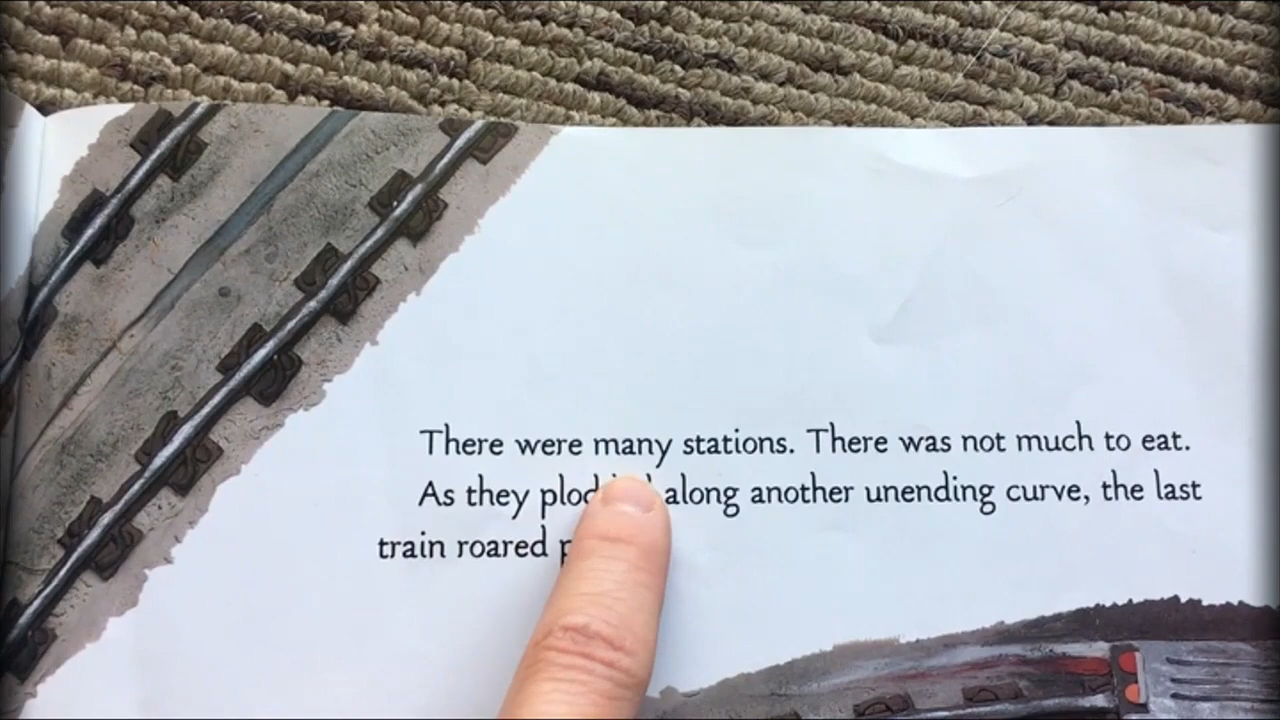 There were many stations. There was not much to eat.
As they along another unending curve, the last
train roared